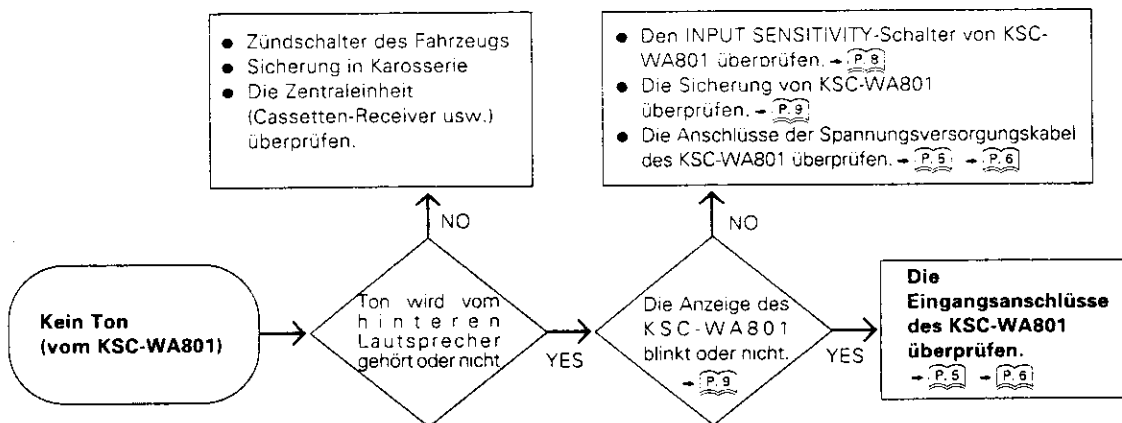 ● Zündschalter des Fahrzeugs
● Sicherung in Karosserie
● Die Zentraleinheit
(Cassetten-Receiver usw.)
überprüfen.
● Den INPUT SENSITIVITY-Schalter von KSC-
WA801 überprüfen. → P. 8
● Die Sicherung von KSC-WA801
überprüfen. → P. 9
● Die Anschlüsse der Spannungsversorgungskabel
des KSC-WA801 überprüfen. → P. 5 → P. 6
NO
NO
Kein Ton
(vom KSC-WA801)
Ton wird vom
hinteren
Lautsprecher
gehört oder nicht
YES
Die Anzeige des
KSC-WA801
blinkt oder nicht.
→ P. 9
YES
Die
Eingangsanschlüsse
des KSC-WA801
überprüfen.
→ P. 5 → P. 6